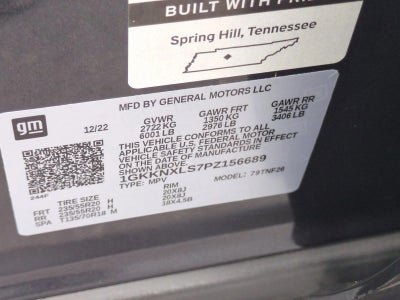 BUILT WITH PRI
Spring Hill, Tennessee
MFD BY GENERAL MOTORS LLC
gm
12/22
GVWR GAWR FRT GAWR RR
2722 KG 1350 KG 1545 KG
6001 LB 2976 LB 3406 LB
THIS VEHICLE CONFORMS TO ALL
APPLICABLE U.S. FEDERAL MOTOR
VEHICLE SAFETY STANDARDS IN EFFECT
ON THE DATE OF MANUFACTURE
SHOWN ABOVE.
1GKKNXLS7PZ156689
TYPE: MPV MODEL: 79TNF26
244F
TIRE SIZE RIM
FRT 235/55R20 H 20X8J
RR 235/55R20 H 20X8J
SPA T135/70R18 M 18X4.5B